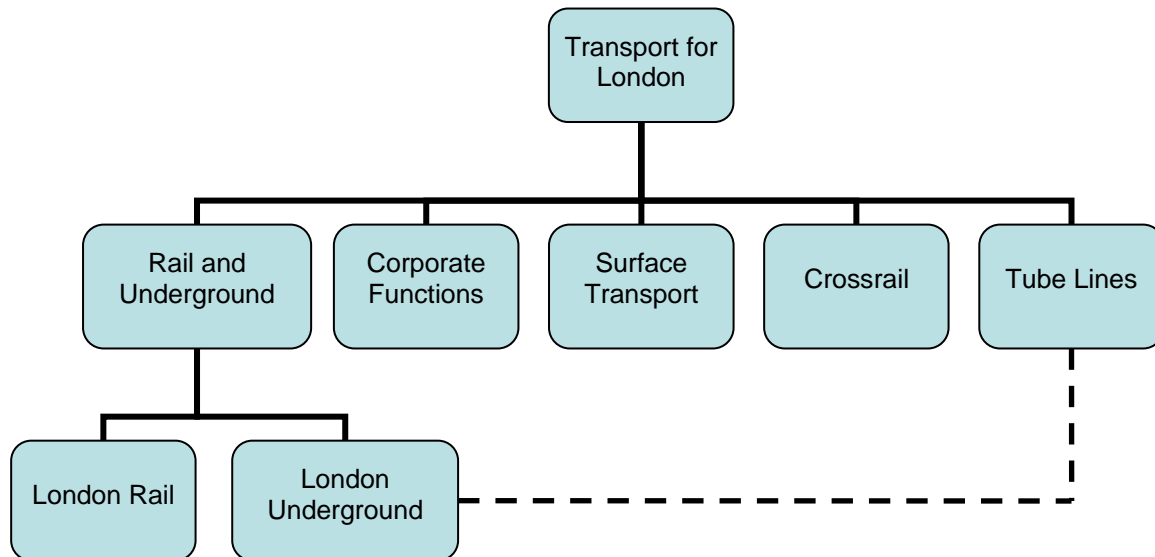 Transport for
London
Rail and
Underground
Corporate
Functions
Surface
Transport
Crossrail
Tube Lines
London Rail
London
Underground